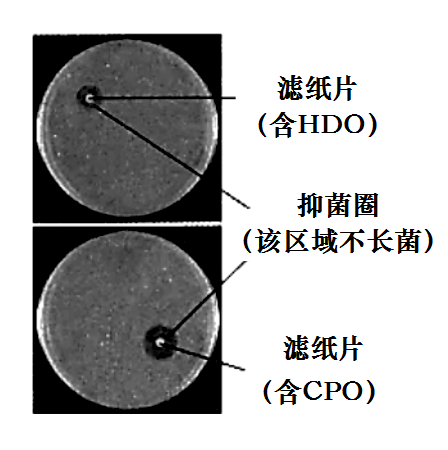 滤纸片
（含HDO）
抑菌圈
（该区域不长菌）
滤纸片
（含CPO）